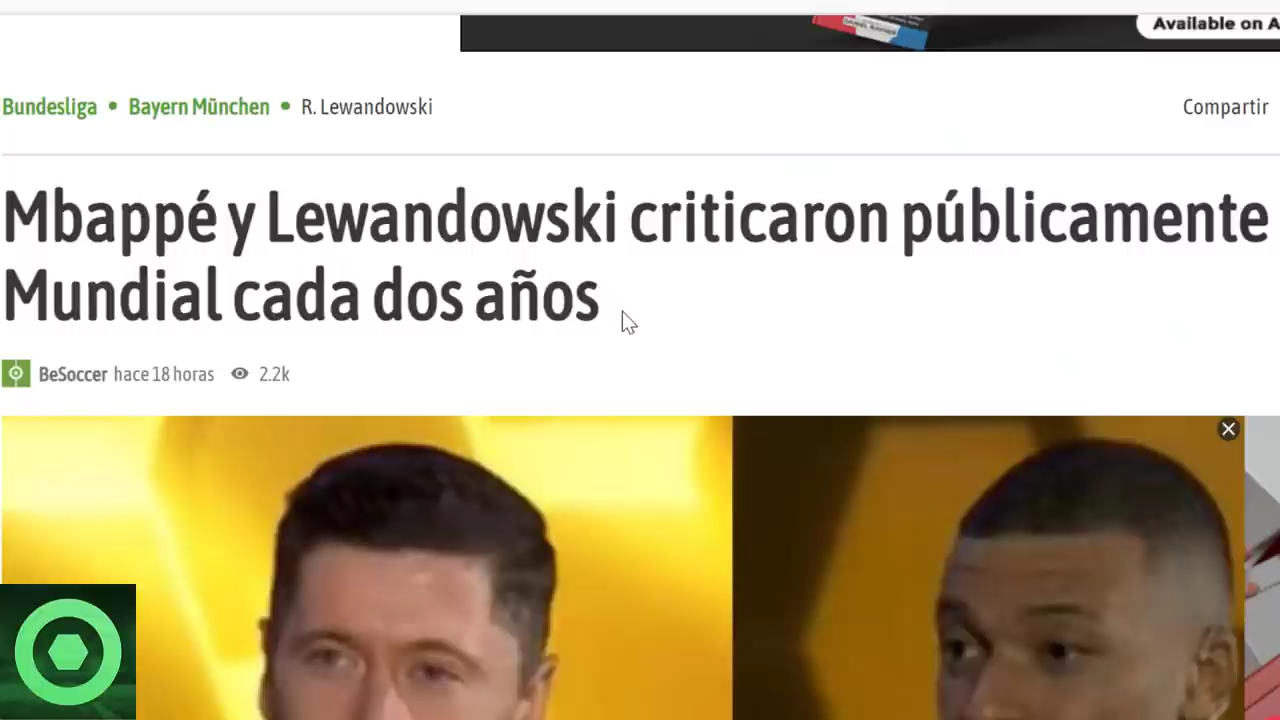 Available on A
Bundesliga • Bayern München • R. Lewandowski
Compartir
Mbappé y Lewandowski criticaron públicamente
Mundial cada dos años
BeSoccer hace 18 horas 2.2k